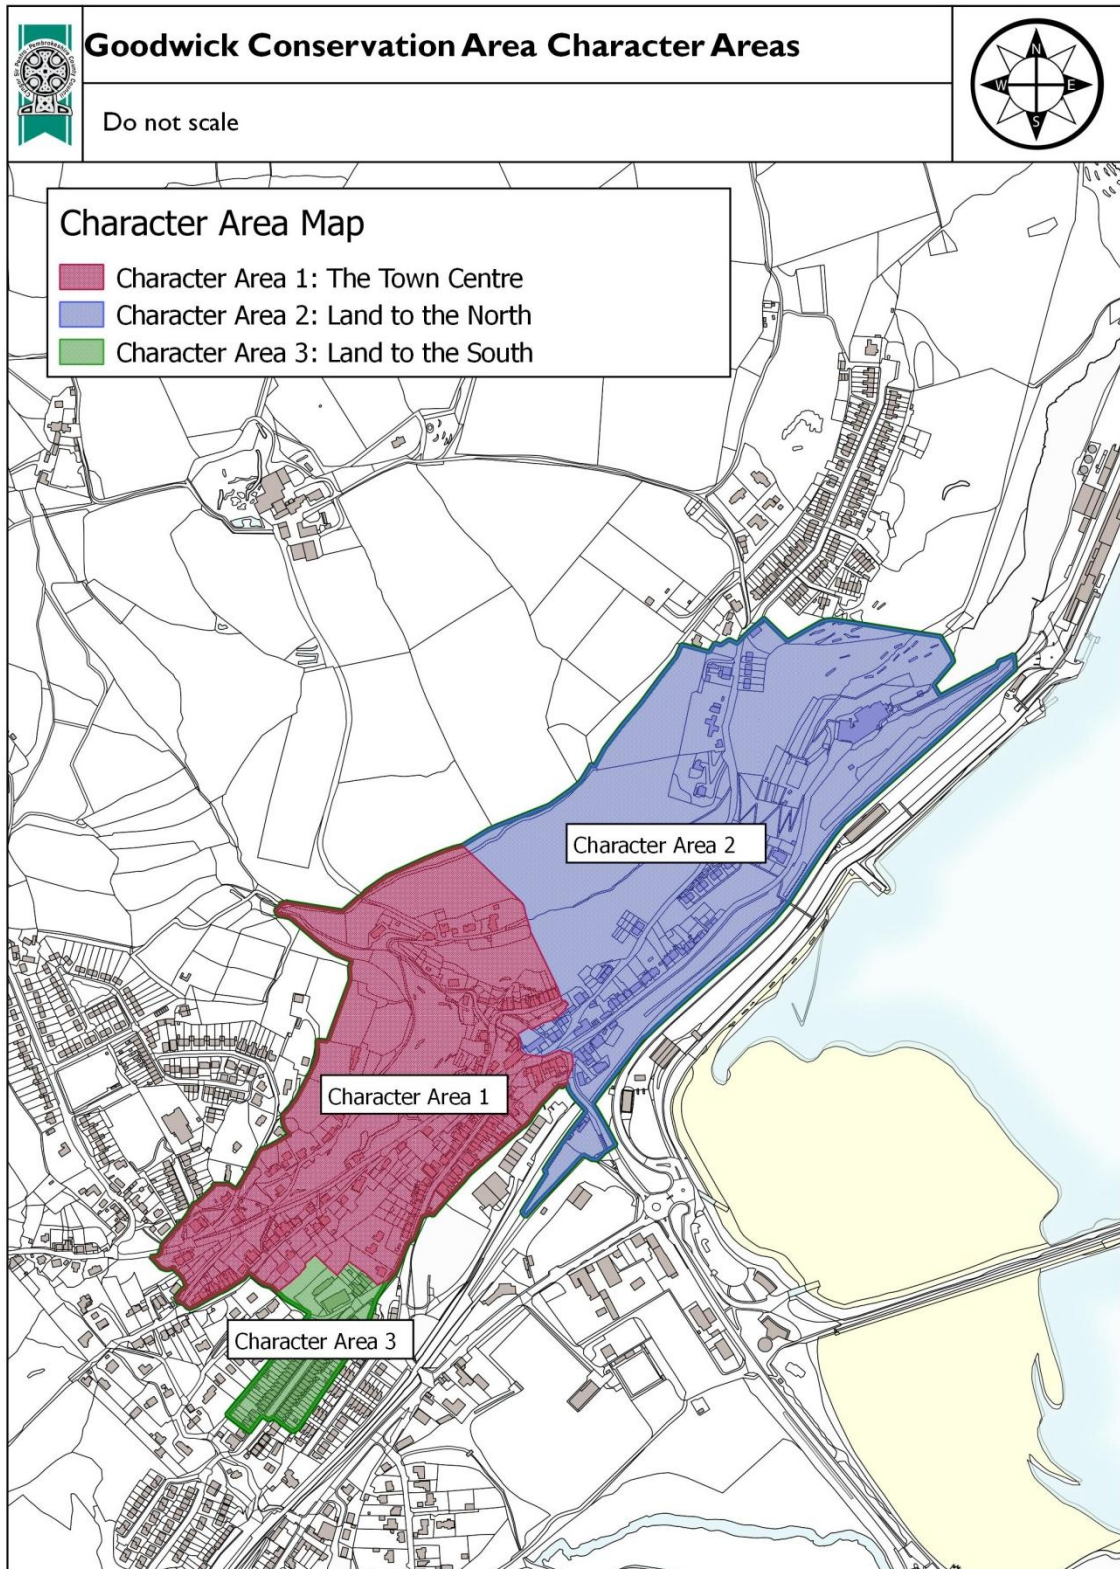 Goodwick Conservation Area Character Areas
Do not scale
N
W
E
S
Character Area Map
Character Area 1: The Town Centre
Character Area 2: Land to the North
Character Area 3: Land to the South
Character Area 2
Character Area 1
Character Area 3